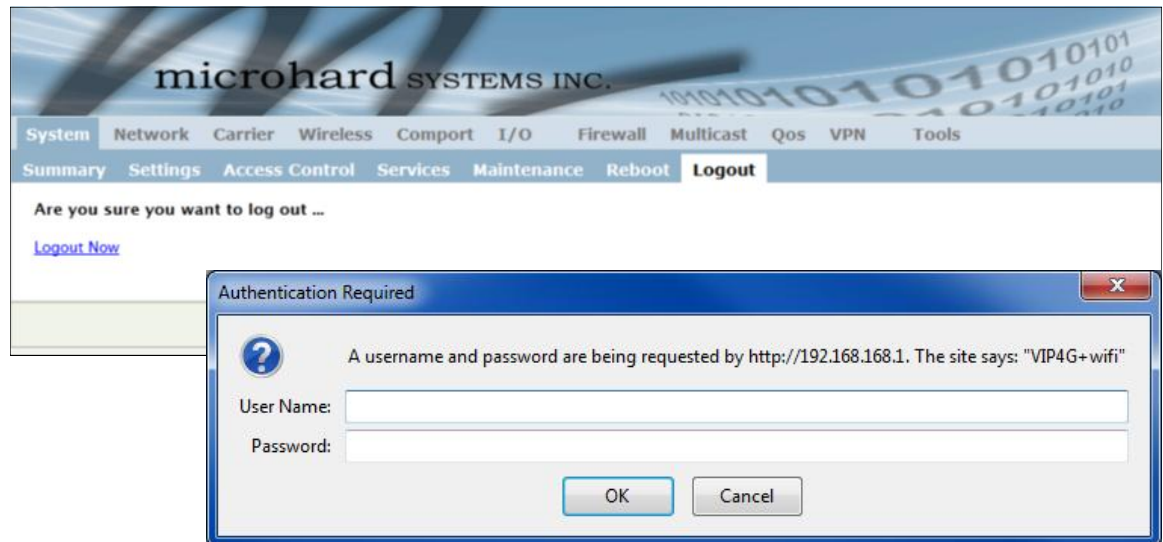 microhard SYSTEMS INC.
System Network Carrier Wireless Comport I/O Firewall Multicast Qos VPN Tools
Summary Settings Access Control Services Maintenance Reboot Logout
Are you sure you want to log out ...
Logout Now
Authentication Required
A username and password are being requested by http://192.168.168.1. The site says: "VIP4G+wifi"
User Name:
Password:
OK Cancel